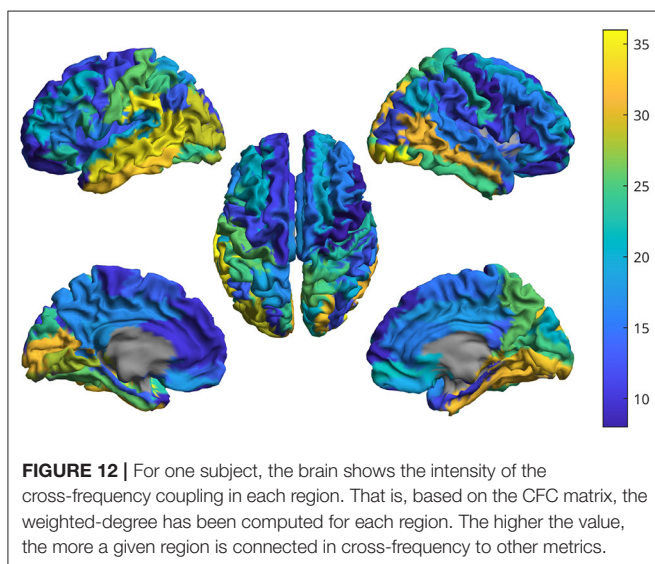 35
30
25
20
15
10
FIGURE 12 | For one subject, the brain shows the intensity of the
cross-frequency coupling in each region. That is, based on the CFC matrix, the
weighted-degree has been computed for each region. The higher the value,
the more a given region is connected in cross-frequency to other metrics.